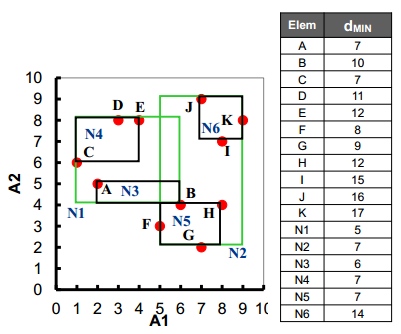 Elem dMIN
A 7
B 10
C 7
D 11
E 12
F 8
G 9
H 12
I 15
J 16
K 17
N1 5
N2 7
N3 6
N4 7
N5 7
N6 14
10
9
8
7
6
5
4
3
2
1
0
A2
0 1 2 3 4 5 6 7 8 9 10
A1
D E J K
N4 N6
C I
A N3 B
N1 F N5 H
G N2